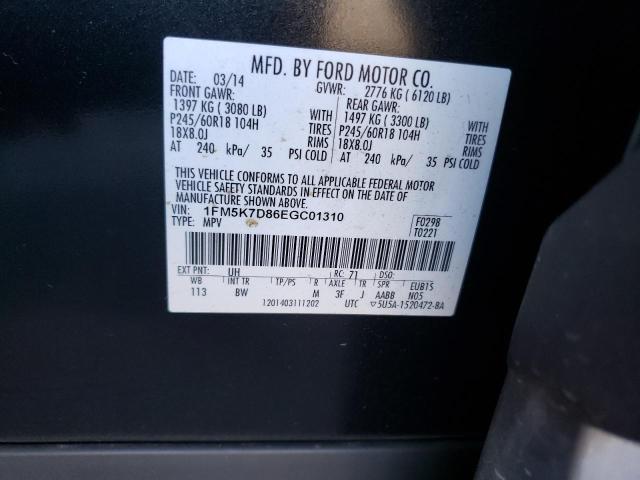 MFD. BY FORD MOTOR CO.
DATE: 03/14 GVWR: 2776 KG ( 6120 LB)
FRONT GAWR: REAR GAWR:
1397 KG ( 3080 LB) 1497 KG ( 3300 LB)
P245/60R18 104H TIRES P245/60R18 104H TIRES
18X8.0J RIMS 18X8.0J RIMS
AT 240 kPa/ 35 PSI COLD AT 240 kPa/ 35 PSI COLD
THIS VEHICLE CONFORMS TO ALL APPLICABLE FEDERAL MOTOR
VEHICLE SAFETY STANDARDS IN EFFECT ON THE DATE OF
MANUFACTURE SHOWN ABOVE.
VIN: 1FM5K7D86EGC01310 F0298
TYPE: MPV T0221
EXT PNT: UH RC: 71 DSO:
WB INT TR TP/PS R AXLE TR SPR EUB15
113 BW M 3F J AABB N05
1201403111202 UTC ▽5U5A-1520472-BA